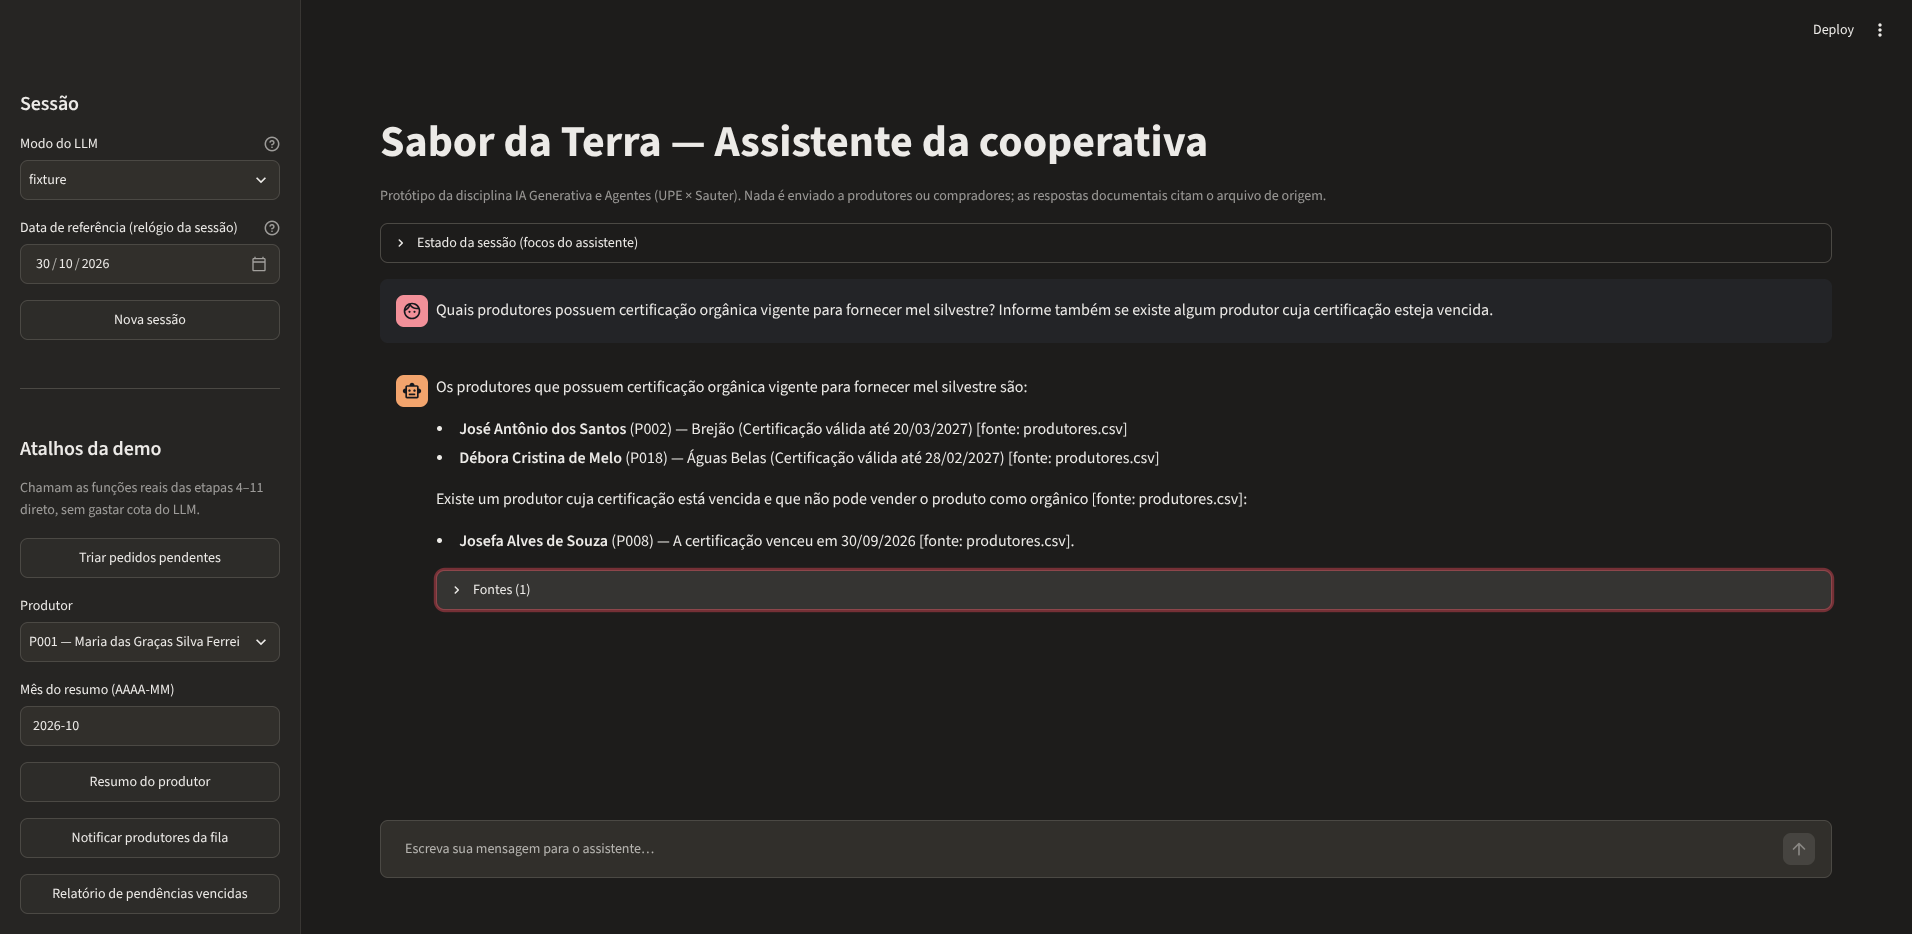 Deploy
Sessão
Modo do LLM
fixture
Data de referência (relógio da sessão)
30 / 10 / 2026
Nova sessão
Atalhos da demo
Chamam as funções reais das etapas 4–11
direto, sem gastar cota do LLM.
Triar pedidos pendentes
Produtor
P001 — Maria das Graças Silva Ferrei
Mês do resumo (AAAA-MM)
2026-10
Resumo do produtor
Notificar produtores da fila
Relatório de pendências vencidas
Sabor da Terra — Assistente da cooperativa
Protótipo da disciplina IA Generativa e Agentes (UPE × Sauter). Nada é enviado a produtores ou compradores; as respostas documentais citam o arquivo de origem.
Estado da sessão (focos do assistente)
Quais produtores possuem certificação orgânica vigente para fornecer mel silvestre? Informe também se existe algum produtor cuja certificação esteja vencida.
Os produtores que possuem certificação orgânica vigente para fornecer mel silvestre são:
• José Antônio dos Santos (P002) — Brejão (Certificação válida até 20/03/2027) [fonte: produtores.csv]
• Débora Cristina de Melo (P018) — Águas Belas (Certificação válida até 28/02/2027) [fonte: produtores.csv]
Existe um produtor cuja certificação está vencida e que não pode vender o produto como orgânico [fonte: produtores.csv]:
• Josefa Alves de Souza (P008) — A certificação venceu em 30/09/2026 [fonte: produtores.csv].
Fontes (1)
Escreva sua mensagem para o assistente…